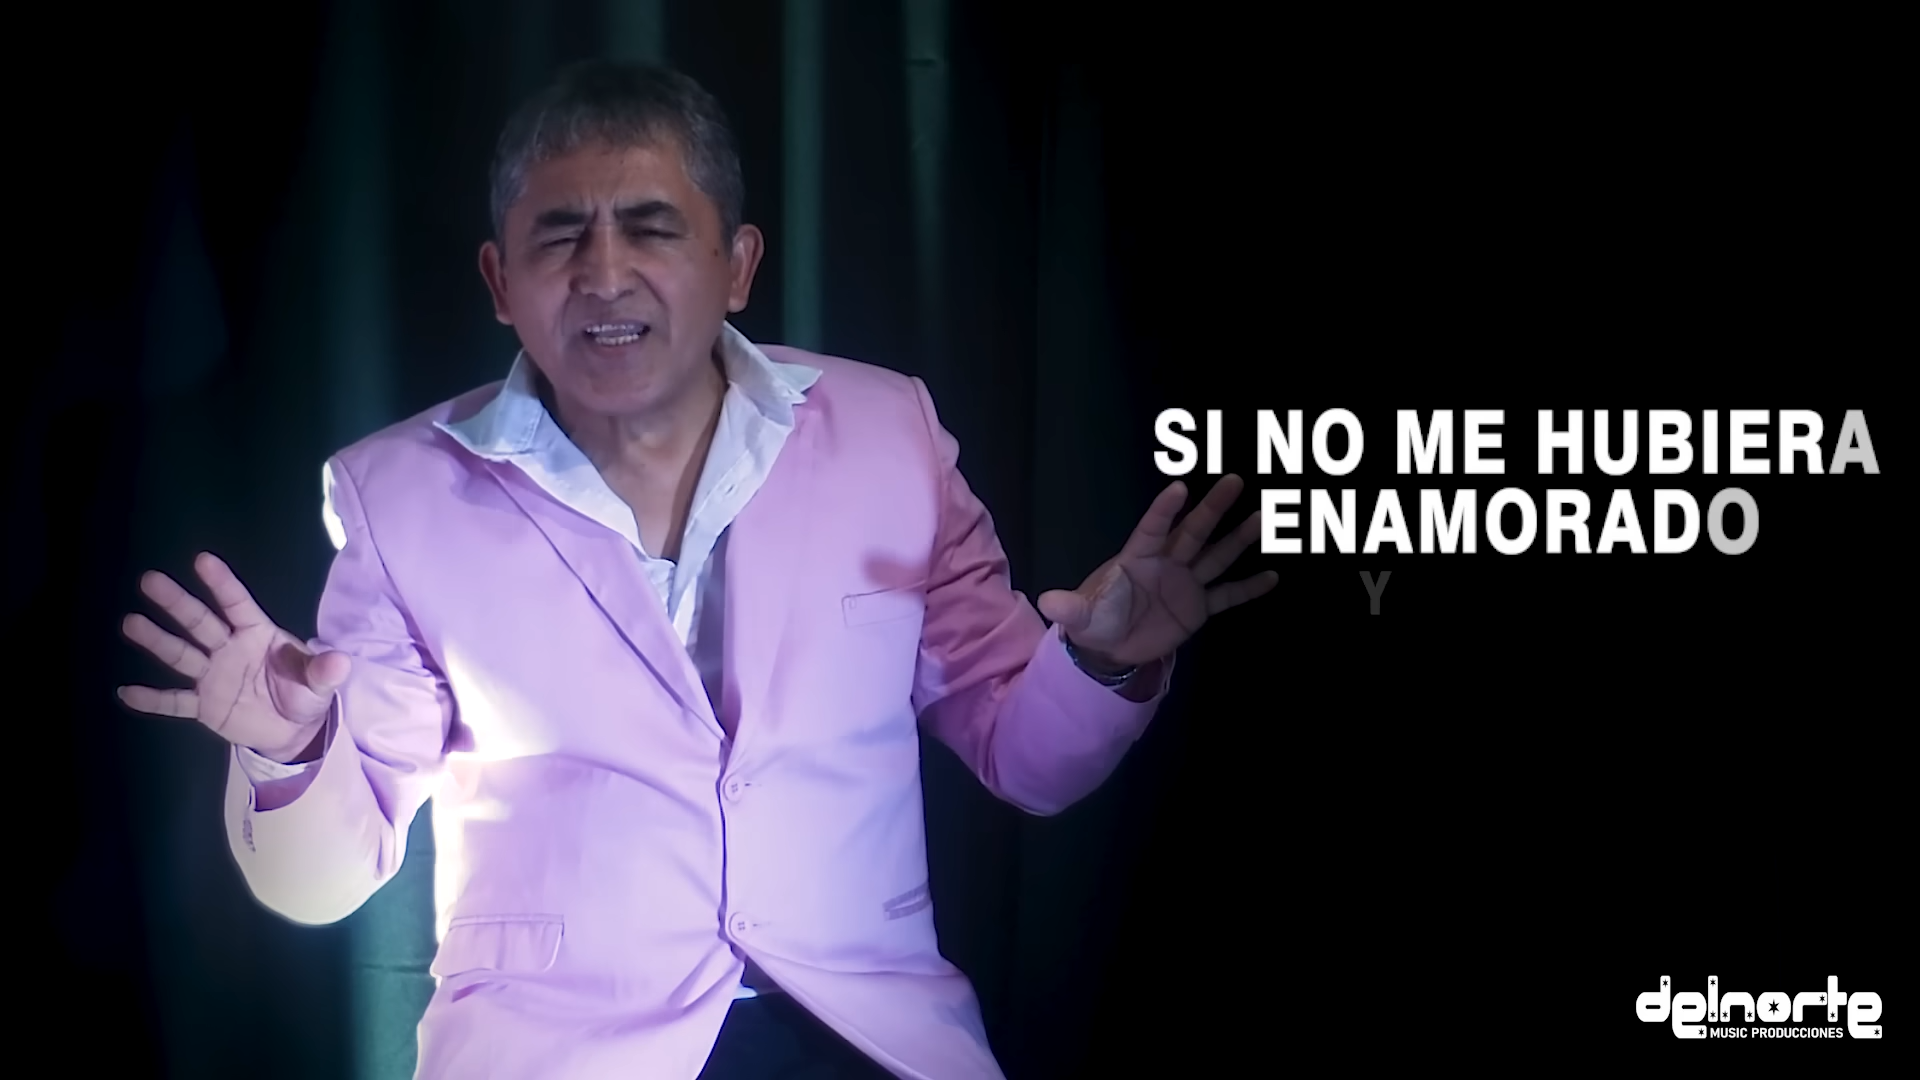 SI NO ME HUBIERA
ENAMORADO
Y
delnorte
MUSIC PRODUCCIONES